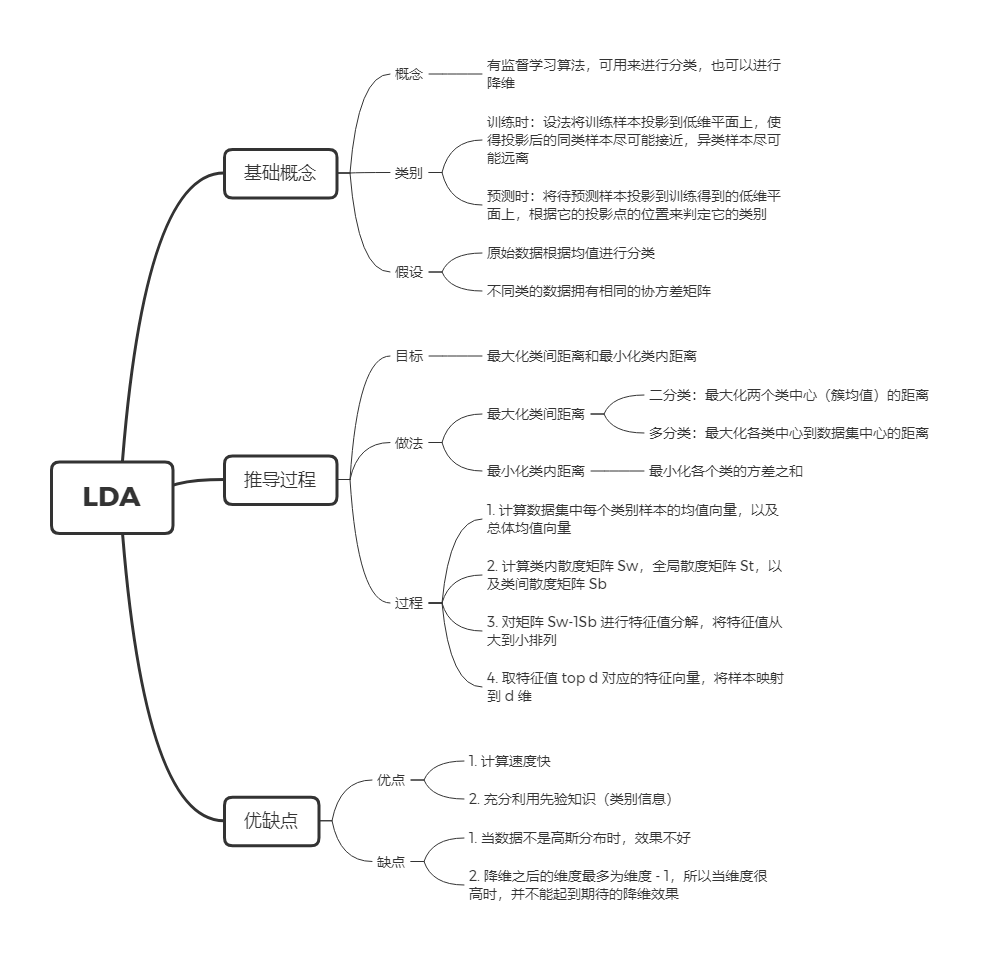 LDA
基础概念
概念
有监督学习算法，可用来进行分类，也可以进行
降维
类别
训练时：设法将训练样本投影到低维平面上，使
得投影后的同类样本尽可能接近，异类样本尽可
能远离
预测时：将待预测样本投影到训练得到的低维平
面上，根据它的投影点的位置来判定它的类别
假设
原始数据根据均值进行分类
不同类的数据拥有相同的协方差矩阵
推导过程
目标
最大化类间距离和最小化类内距离
做法
最大化类间距离
二分类：最大化两个类中心（簇均值）的距离
多分类：最大化各类中心到数据集中心的距离
最小化类内距离
最小化各个类的方差之和
过程
1. 计算数据集中每个类别样本的均值向量，以及
总体均值向量
2. 计算类内散度矩阵 Sw，全局散度矩阵 St，以
及类间散度矩阵 Sb
3. 对矩阵 Sw-1Sb 进行特征值分解，将特征值从
大到小排列
4. 取特征值 top d 对应的特征向量，将样本映射
到 d 维
优缺点
优点
1. 计算速度快
2. 充分利用先验知识（类别信息）
缺点
1. 当数据不是高斯分布时，效果不好
2. 降维之后的维度最多为维度 - 1，所以当维度很
高时，并不能起到期待的降维效果